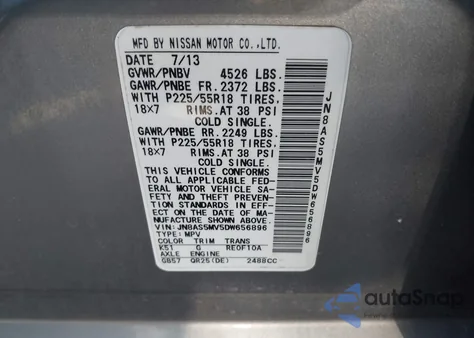 MFD BY NISSAN MOTOR CO.,LTD.
DATE 7/13
GVWR/PNBV 4526 LBS.
GAWR/PNBE FR. 2372 LBS.
WITH P225/55R18 TIRES,
18x7 RIMS.AT 38 PSI
COLD SINGLE.
GAWR/PNBE RR. 2249 LBS.
WITH P225/55R18 TIRES,
18x7 RIMS.AT 38 PSI
COLD SINGLE.
THIS VEHICLE CONFORMS
TO ALL APPLICABLE FED-
ERAL MOTOR VEHICLE SA-
FETY AND THEFT PREVEN-
TION STANDARDS IN EFF-
ECT ON THE DATE OF MA-
NUFACTURE SHOWN ABOVE.
VIN:JN8AS5MV5DW656896
TYPE:MPV
COLOR TRIM TRANS
K51 G RE0F10A
AXLE ENGINE
GB57 QR25(DE) 2488CC
JN8AS5MV5DW656896
autoSnap